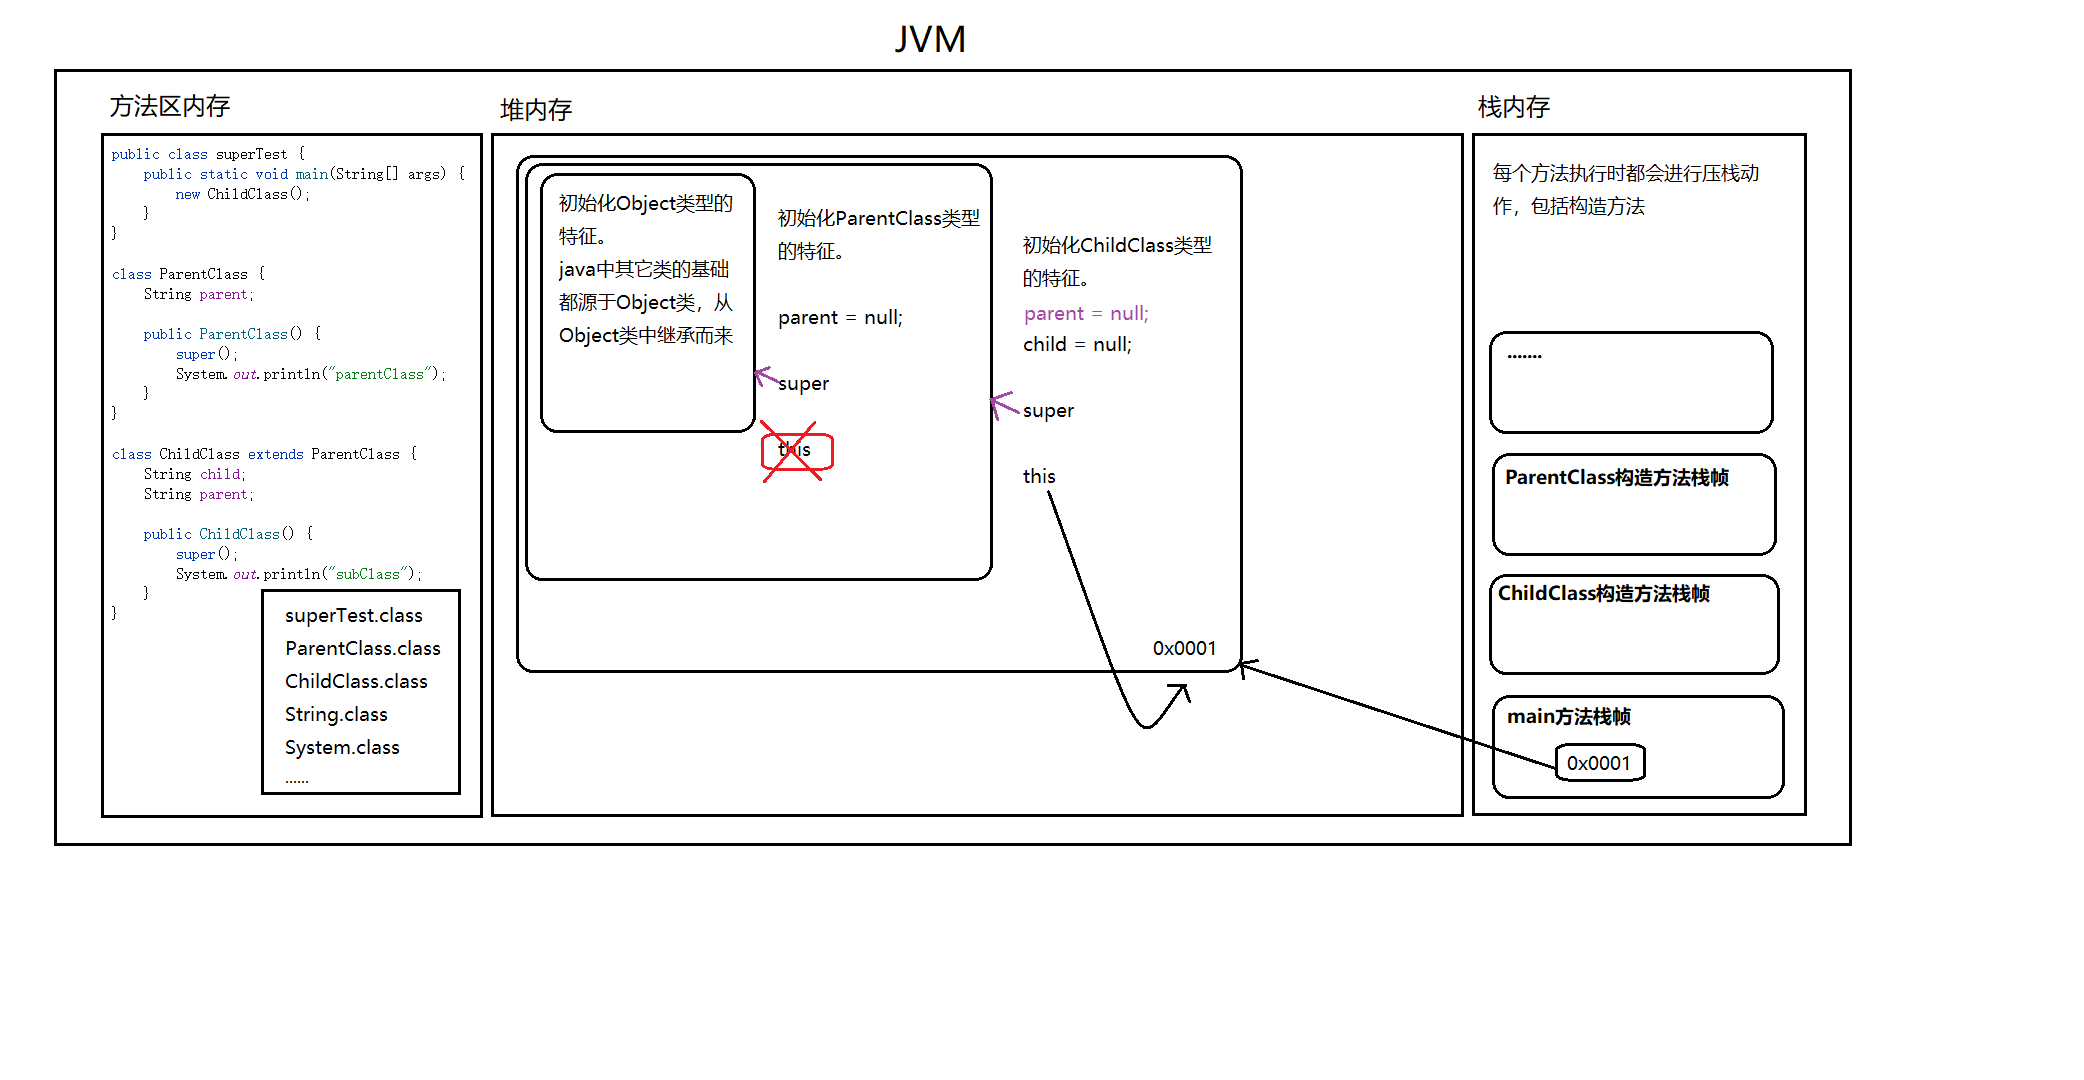 JVM
方法区内存
public class superTest {
public static void main(String[] args) {
new ChildClass();
}
}
class ParentClass {
String parent;
public ParentClass() {
super();
System.out.println("parentClass");
}
}
class ChildClass extends ParentClass {
String child;
String parent;
public ChildClass() {
super();
System.out.println("subClass");
}
}
superTest.class
ParentClass.class
ChildClass.class
String.class
System.class
......
堆内存
初始化Object类型的
特征。
java中其它类的基础
都源于Object类，从
Object类中继承而来
初始化ParentClass类型
的特征。
parent = null;
super
this
初始化ChildClass类型
的特征。
parent = null;
child = null;
super
this
0x0001
栈内存
每个方法执行时都会进行压栈动
作，包括构造方法
.......
ParentClass构造方法栈帧
ChildClass构造方法栈帧
main方法栈帧
0x0001